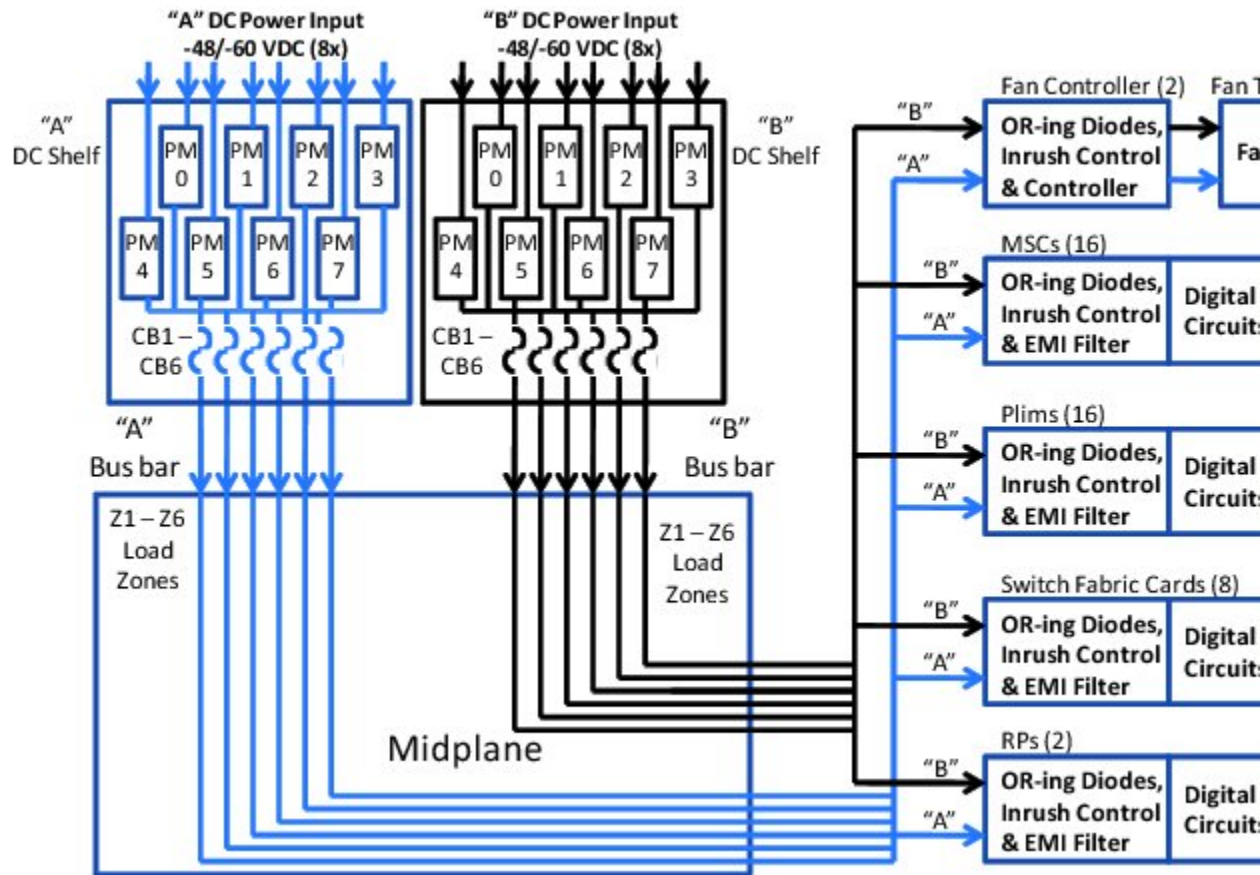 “A” DC Power Input
-48/-60 VDC (8x)
“B” DC Power Input
-48/-60 VDC (8x)
“A”
DC Shelf
PM
0
PM
1
PM
2
PM
3
PM
4
PM
5
PM
6
PM
7
CB1 –
CB6
“B”
DC Shelf
PM
0
PM
1
PM
2
PM
3
PM
4
PM
5
PM
6
PM
7
CB1 –
CB6
“A”
Bus bar
“B”
Bus bar
Z1 – Z6
Load
Zones
Z1 – Z6
Load
Zones
Midplane
Fan Controller (2)
“B”
“A”
OR-ing Diodes,
Inrush Control
& Controller
Fan
MSCs (16)
“B”
“A”
OR-ing Diodes,
Inrush Control
& EMI Filter
Digital
Circuits
Plims (16)
“B”
“A”
OR-ing Diodes,
Inrush Control
& EMI Filter
Digital
Circuits
Switch Fabric Cards (8)
“B”
“A”
OR-ing Diodes,
Inrush Control
& EMI Filter
Digital
Circuits
RPs (2)
“B”
“A”
OR-ing Diodes,
Inrush Control
& EMI Filter
Digital
Circuits